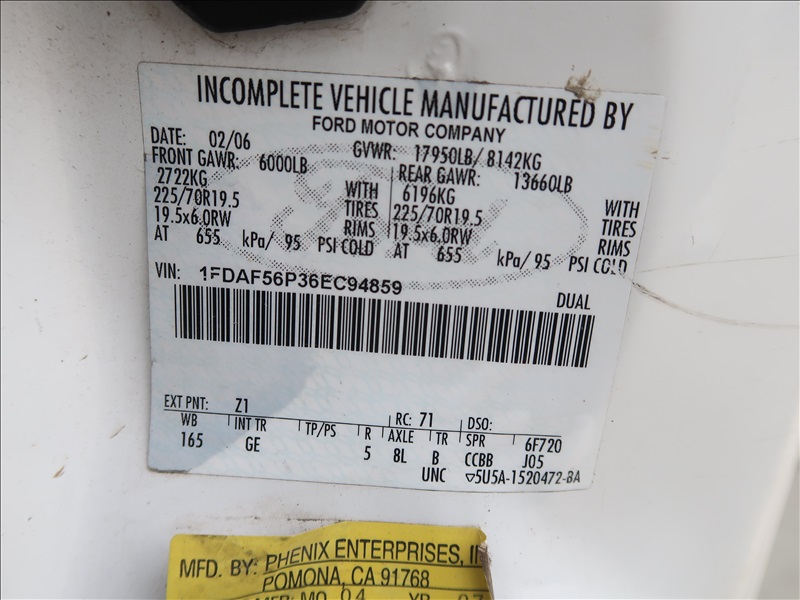 INCOMPLETE VEHICLE MANUFACTURED BY
FORD MOTOR COMPANY
DATE: 02/06 GVWR: 17950LB/ 8142KG
FRONT GAWR: 6000LB REAR GAWR: 13660LB
2722KG WITH 6196KG WITH
225/70R19.5 TIRES 225/70R19.5 TIRES
19.5x6.0RW RIMS 19.5x6.0RW RIMS
AT 655 kPa/ 95 PSI COLD AT 655 kPa/ 95 PSI COLD
VIN: 1FDAF56P36EC94859 DUAL
EXT PNT: Z1 RC: 71 DSO:
WB INT TR TP/PS R AXLE TR SPR 6F720
165 GE 5 8L B CCBB J05
UNC ▽5U5A-1520472-BA
MFD. BY: PHENIX ENTERPRISES,
POMONA, CA 91768
MO 04 YR 07